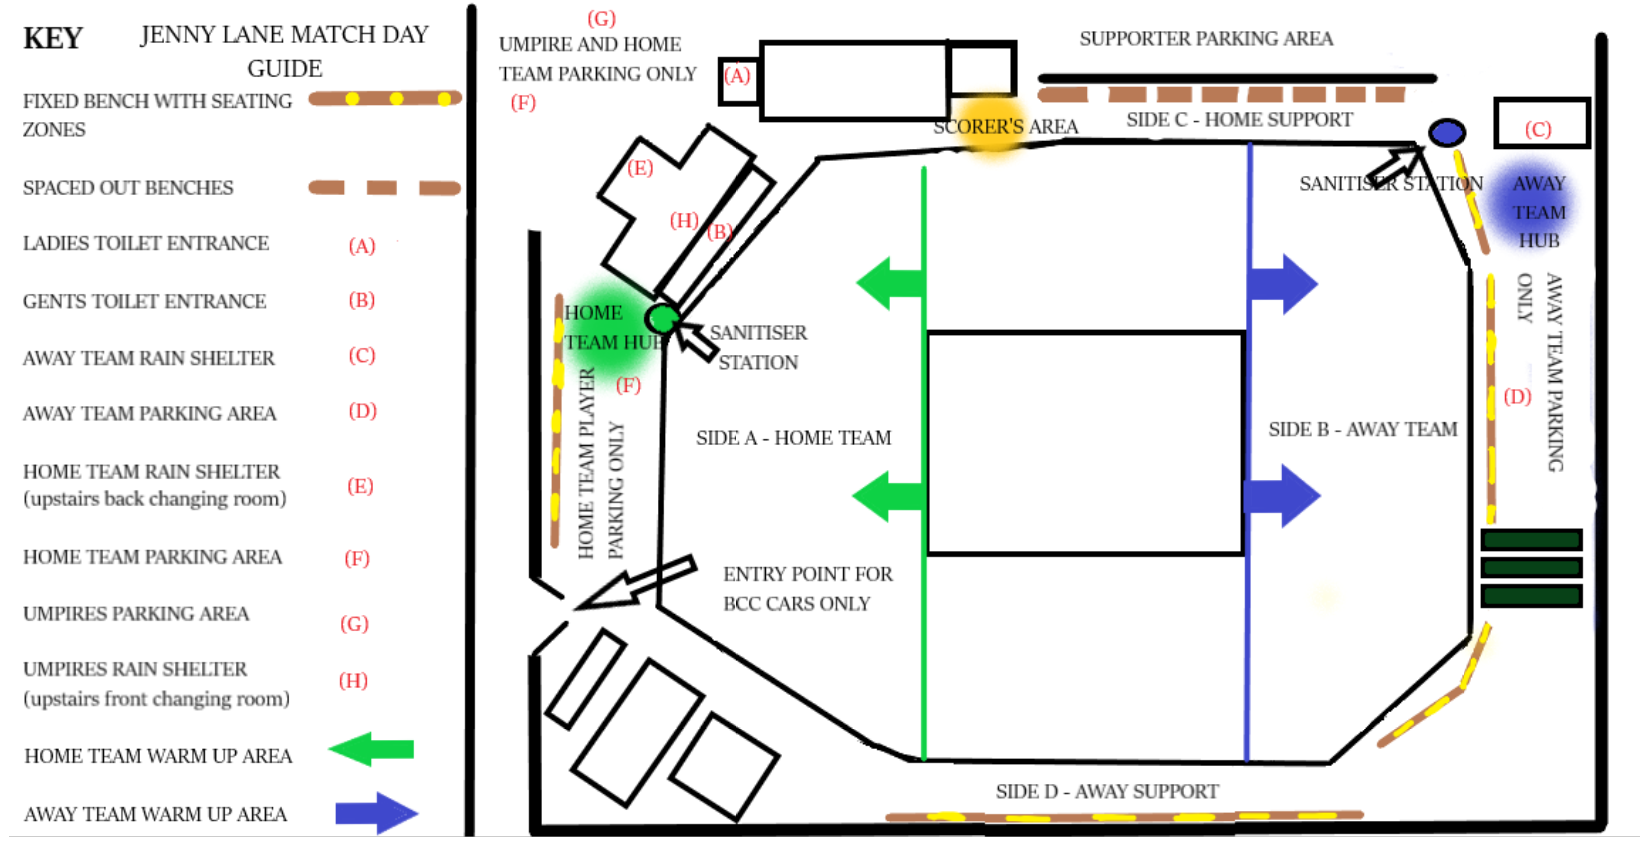 KEY
JENNY LANE MATCH DAY
GUIDE
FIXED BENCH WITH SEATING
ZONES
SPACED OUT BENCHES
LADIES TOILET ENTRANCE (A)
GENTS TOILET ENTRANCE (B)
AWAY TEAM RAIN SHELTER (C)
AWAY TEAM PARKING AREA (D)
HOME TEAM RAIN SHELTER
(upstairs back changing room) (E)
HOME TEAM PARKING AREA (F)
UMPIRES PARKING AREA (G)
UMPIRES RAIN SHELTER (H)
(upstairs front changing room)
HOME TEAM WARM UP AREA
AWAY TEAM WARM UP AREA
(G)
UMPIRE AND HOME
TEAM PARKING ONLY
(F)
(A)
SCORER'S AREA
SUPPORTER PARKING AREA
SIDE C - HOME SUPPORT
(C)
SANITISER STATION
AWAY
TEAM
HUB
(E)
(H)
(B)
HOME
TEAM HUB
(F)
SANITISER
STATION
HOME TEAM PLAYER
PARKING ONLY
SIDE A - HOME TEAM
SIDE B - AWAY TEAM
AWAY TEAM PARKING
ONLY
(D)
ENTRY POINT FOR
BCC CARS ONLY
SIDE D - AWAY SUPPORT